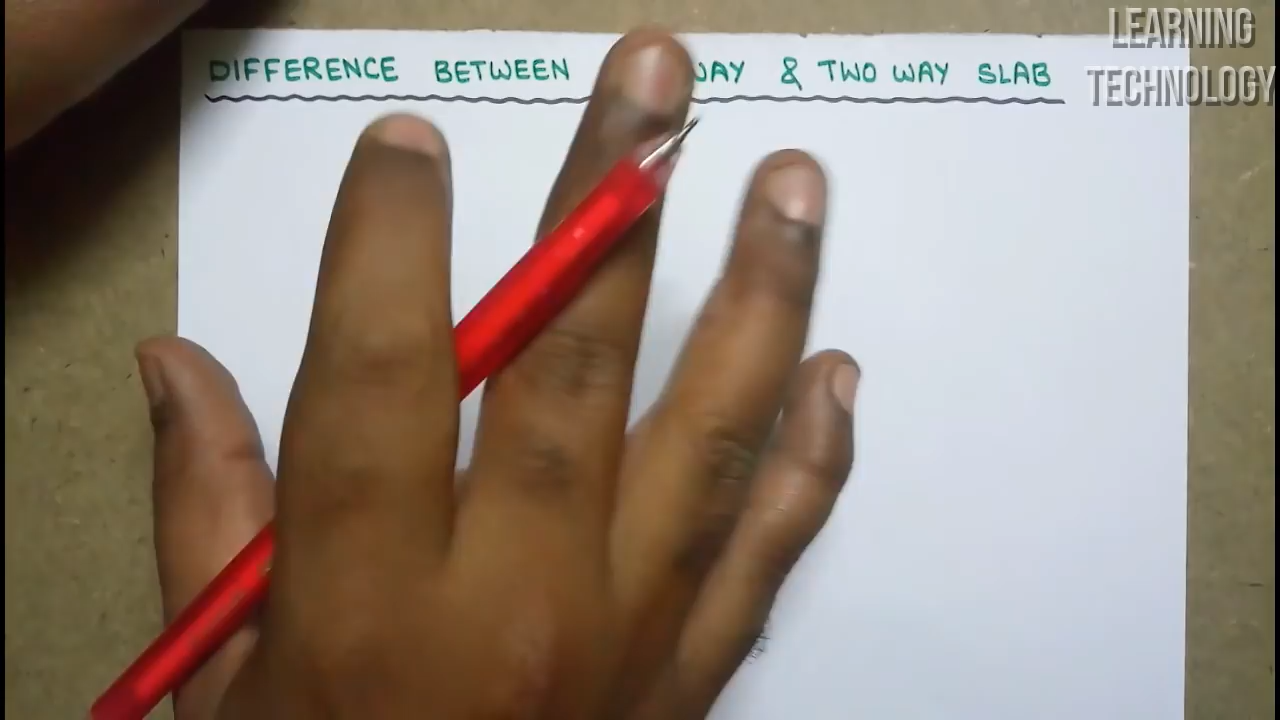 DIFFERENCE BETWEEN WAY & TWO WAY SLAB
LEARNING
TECHNOLOGY